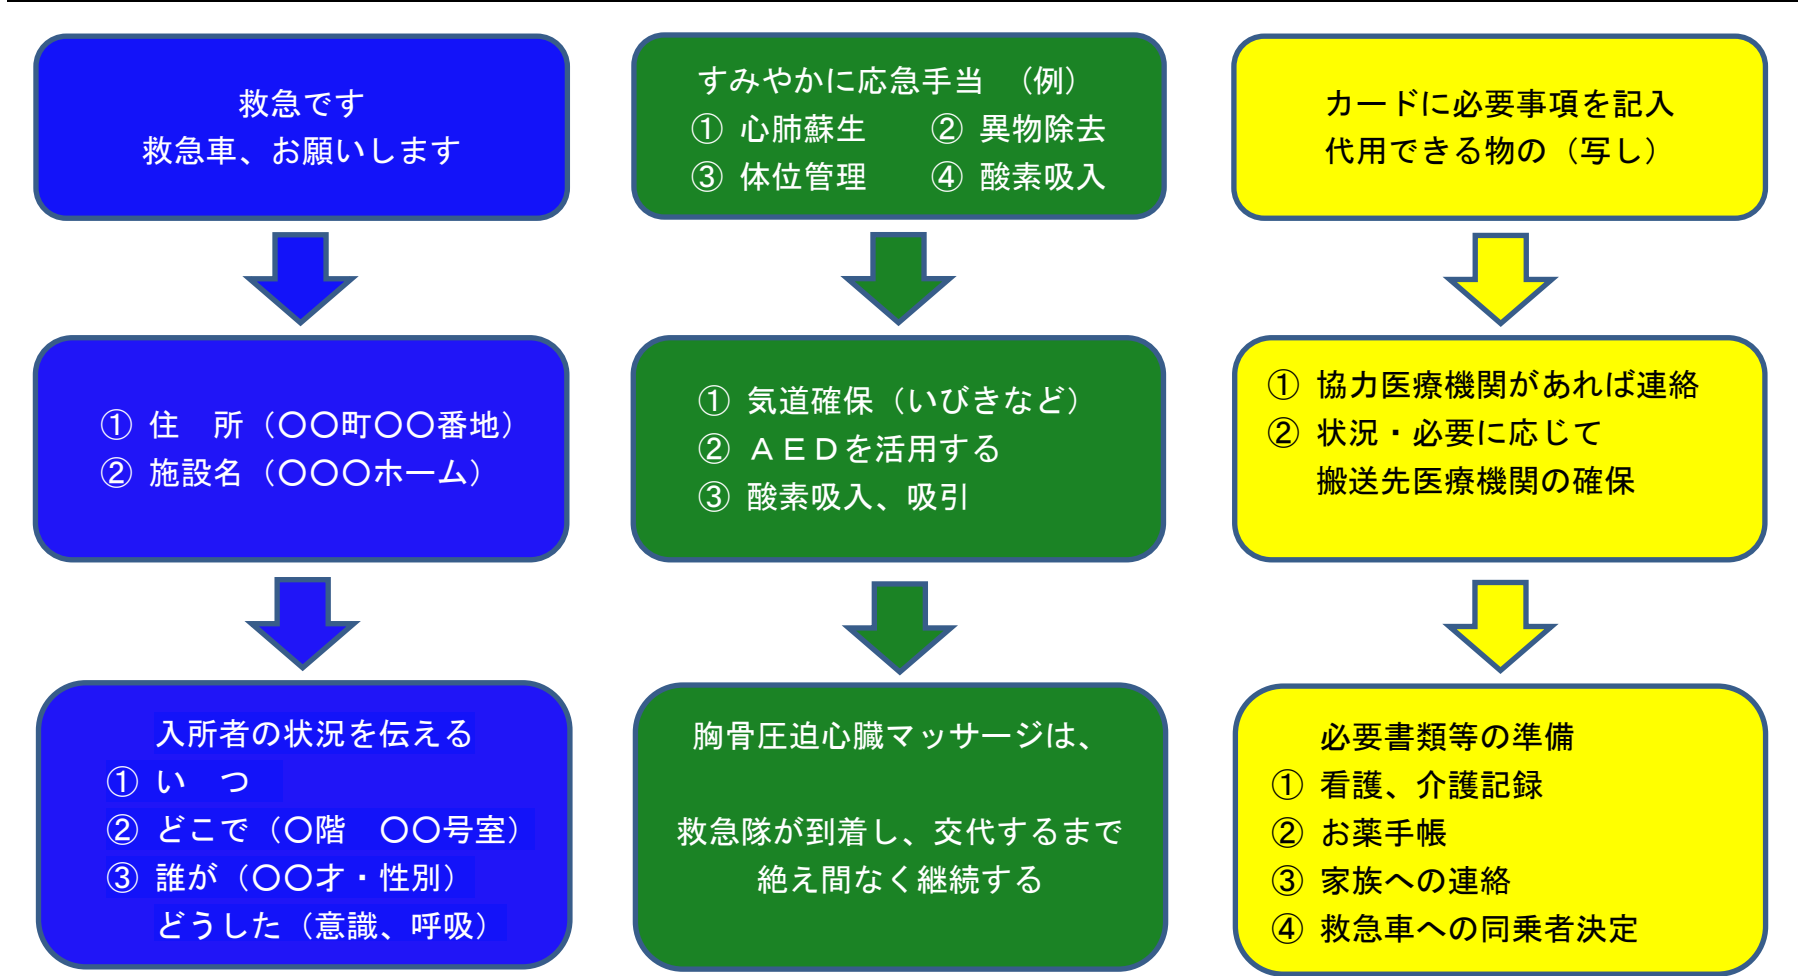 救急です
救急車、お願いします
① 住　所（〇〇町〇〇番地）
② 施設名（〇〇〇ホーム）
入所者の状況を伝える
① い　つ
② どこで（〇階　〇〇号室）
③ 誰が（〇〇才・性別）
どうした（意識、呼吸）
すみやかに応急手当　（例）
① 心肺蘇生　　② 異物除去
③ 体位管理　　④ 酸素吸入
① 気道確保（いびきなど）
② ＡＥＤを活用する
③ 酸素吸入、吸引
胸骨圧迫心臓マッサージは、
救急隊が到着し、交代するまで
絶え間なく継続する
カードに必要事項を記入
代用できる物の（写し）
① 協力医療機関があれば連絡
② 状況・必要に応じて
搬送先医療機関の確保
必要書類等の準備
① 看護、介護記録
② お薬手帳
③ 家族への連絡
④ 救急車への同乗者決定